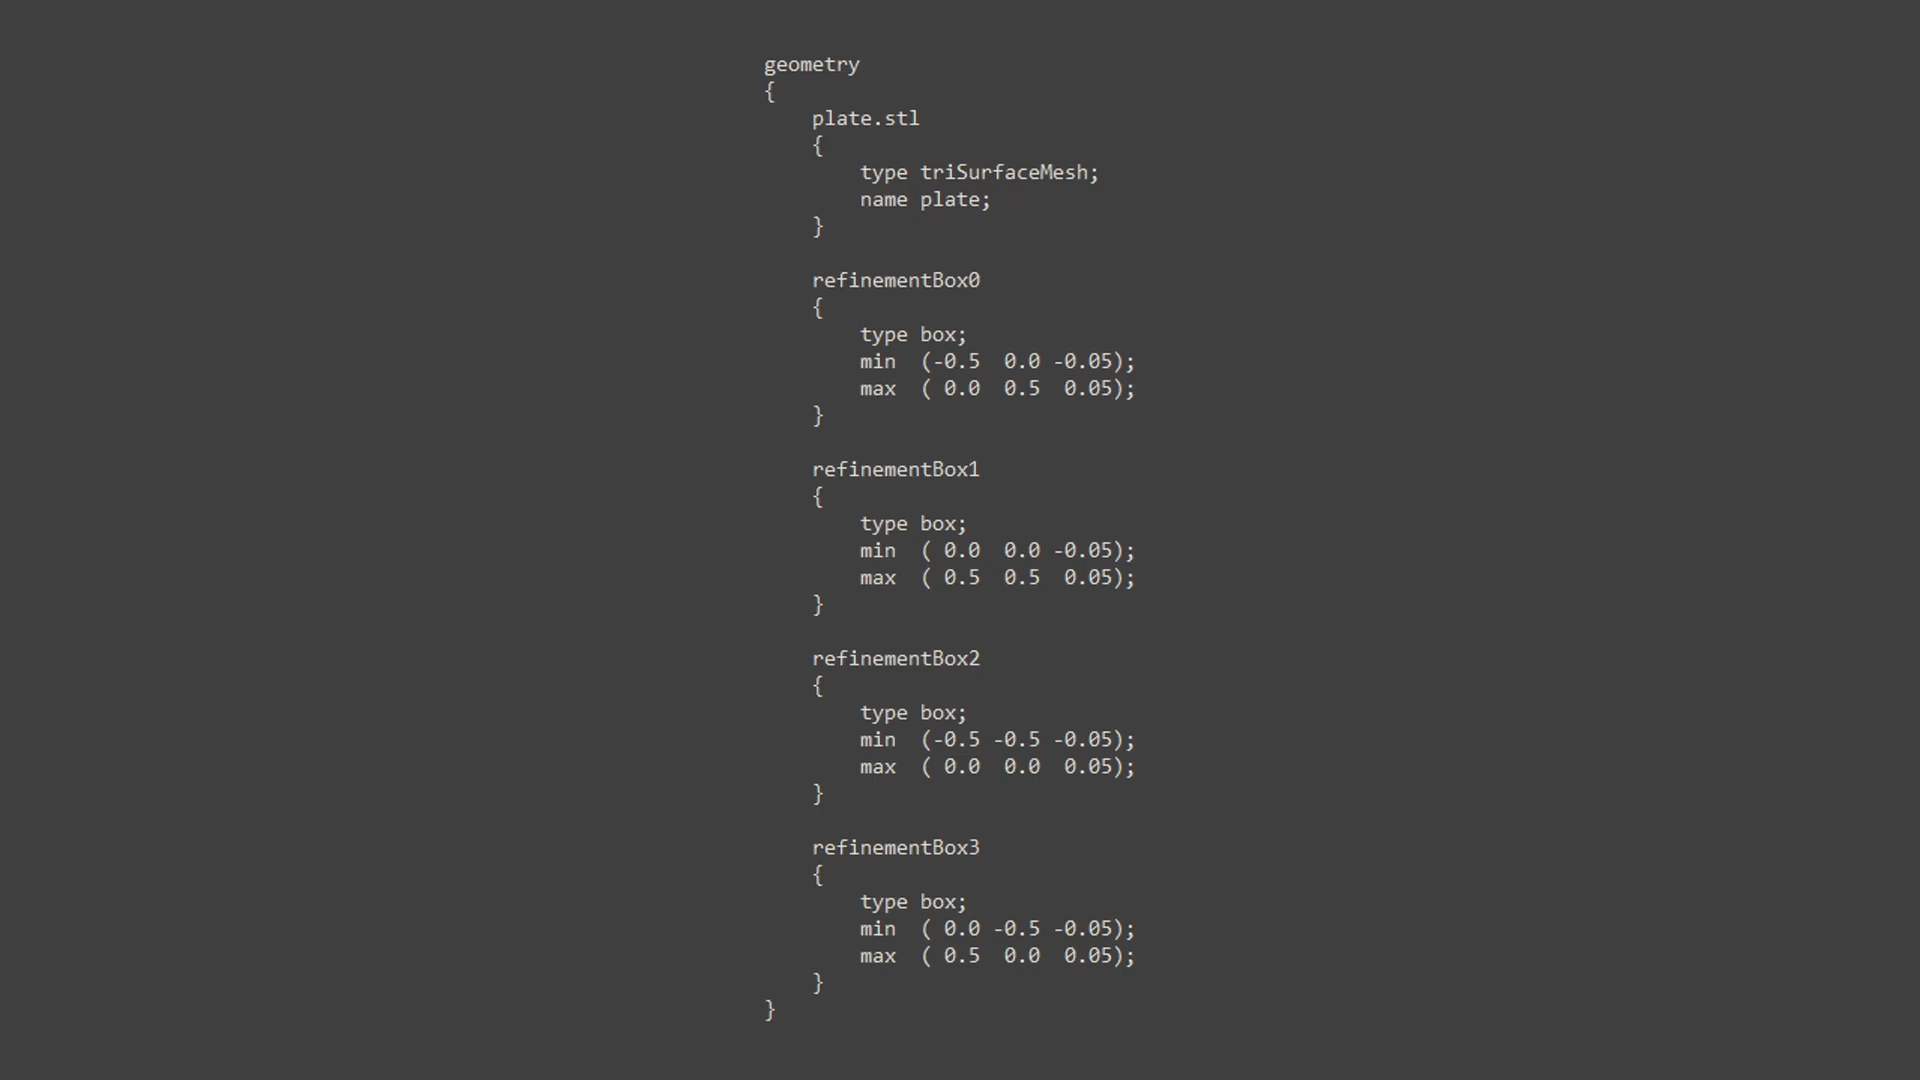 geometry
{
    plate.stl
    {
        type triSurfaceMesh;
        name plate;
    }

    refinementBox0
    {
        type box;
        min  (-0.5  0.0 -0.05);
        max  ( 0.0  0.5  0.05);
    }

    refinementBox1
    {
        type box;
        min  ( 0.0  0.0 -0.05);
        max  ( 0.5  0.5  0.05);
    }

    refinementBox2
    {
        type box;
        min  (-0.5 -0.5 -0.05);
        max  ( 0.0  0.0  0.05);
    }

    refinementBox3
    {
        type box;
        min  ( 0.0 -0.5 -0.05);
        max  ( 0.5  0.0  0.05);
    }
}